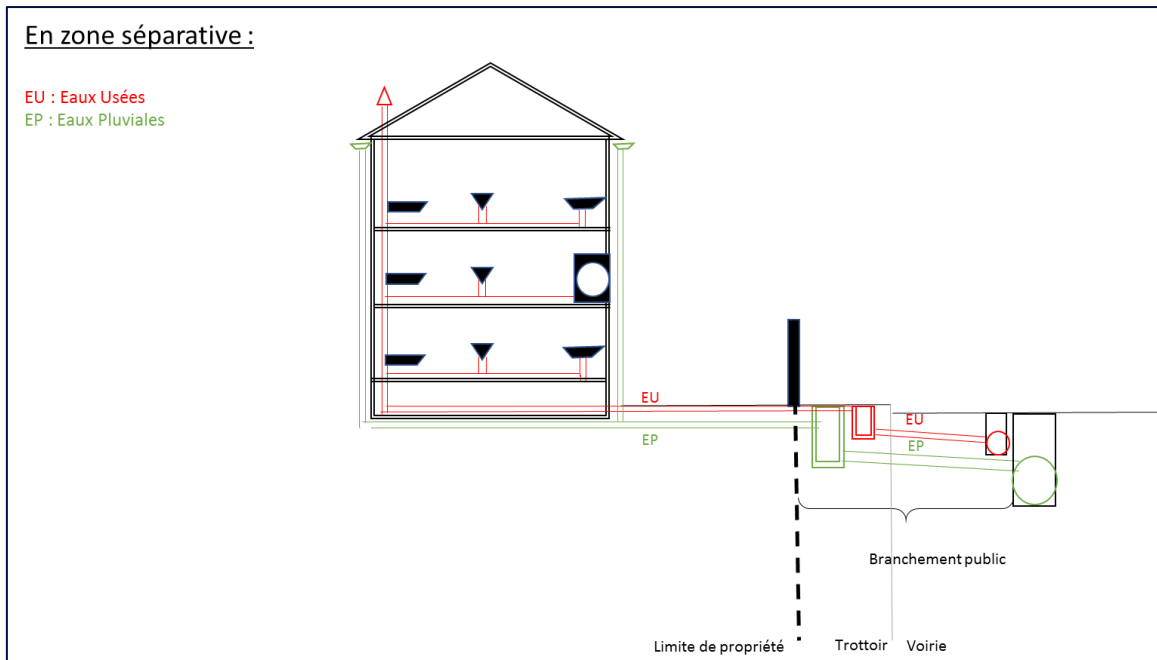 En zone séparative :
EU : Eaux Usées
EP : Eaux Pluviales
EU
EP
EU
EP
Branchement public
Limite de propriété
Trottoir
Voirie